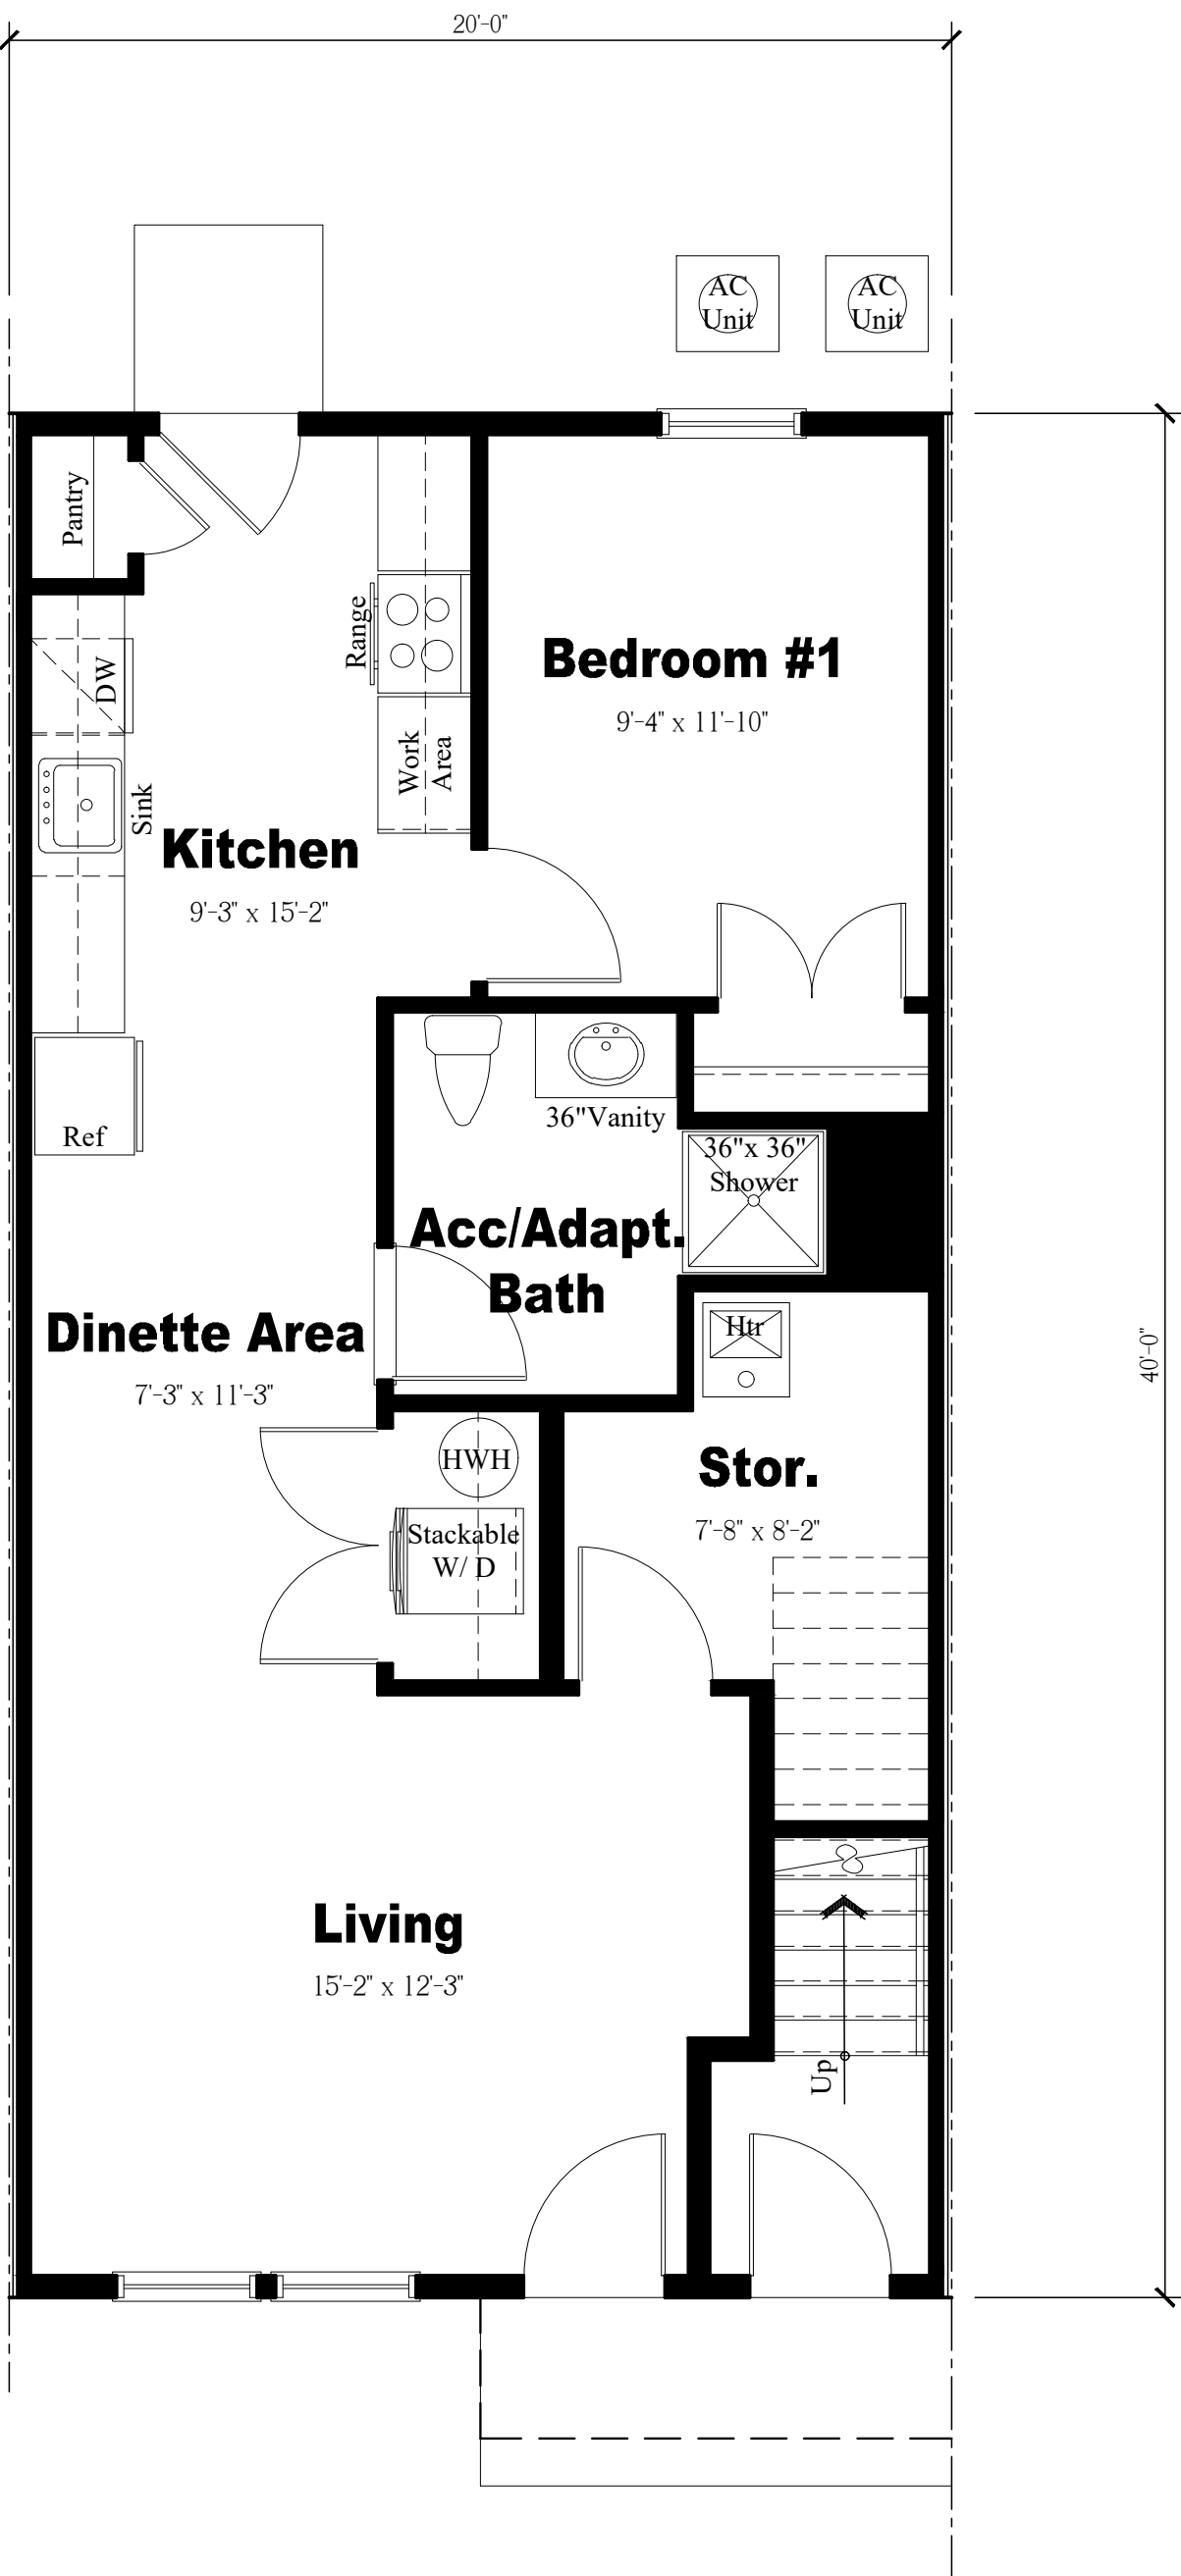 20'-0"
AC
Unit
AC
Unit
Pantry
Range
DW
Bedroom #1
9'-4" x 11'-10"
Work
Area
Sink
Kitchen
9'-3" x 15'-2"
36"Vanity
Ref
36"x 36"
Shower
Acc/Adapt.
Bath
Dinette Area
7'-3" x 11'-3"
Htr
40'-0"
HWH
Stor.
7'-8" x 8'-2"
Stackable
W/ D
8
Living
15'-2" x 12'-3"
Up